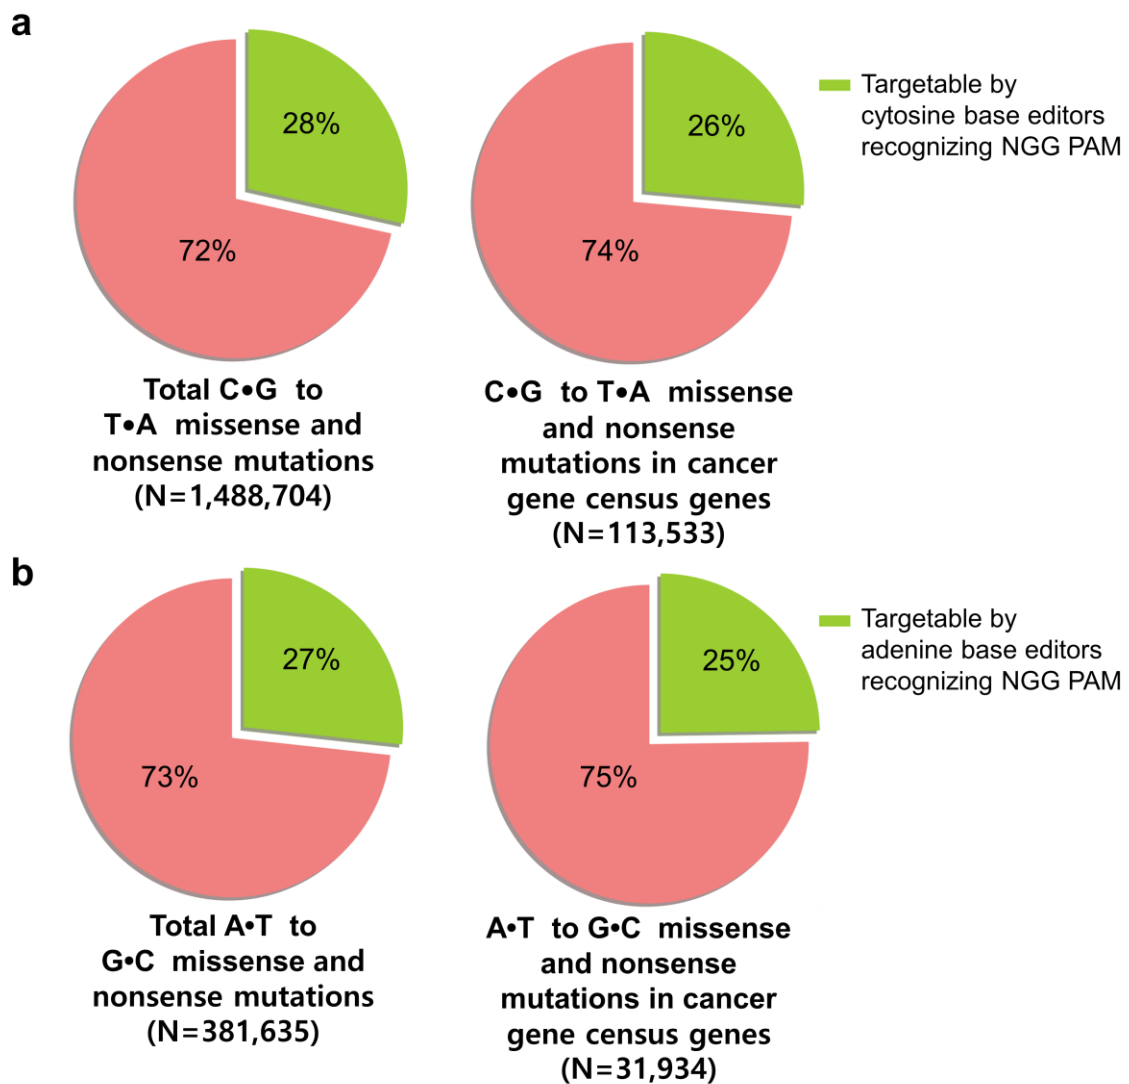 a
28%
72%
26%
74%
Targetable by
cytosine base editors
recognizing NGG PAM
Total C•G to
T•A missense and
nonsense mutations
(N=1,488,704)
C•G to T•A missense
and nonsense
mutations in cancer
gene census genes
(N=113,533)
b
27%
73%
25%
75%
Targetable by
adenine base editors
recognizing NGG PAM
Total A•T to
G•C missense and
nonsense mutations
(N=381,635)
A•T to G•C missense
and nonsense
mutations in cancer
gene census genes
(N=31,934)